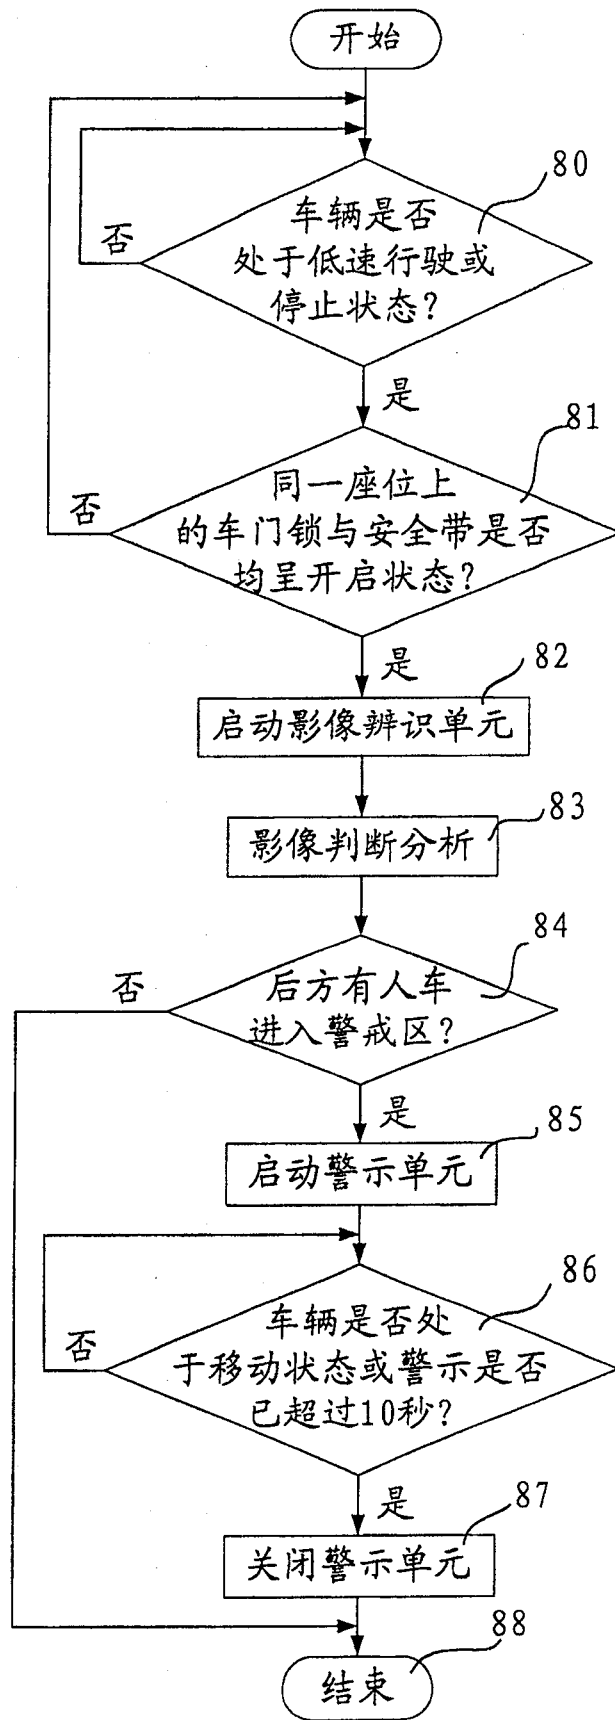 开始
80
车辆是否
处于低速行驶或
停止状态?
否
是
81
同一座位上
的车门锁与安全带是否
均呈开启状态?
否
是
82
启动影像辨识单元
83
影像判断分析
84
后方有人车
进入警戒区?
否
是
85
启动警示单元
86
车辆是否处
于移动状态或警示是否
已超过10秒?
否
是
87
关闭警示单元
88
结束